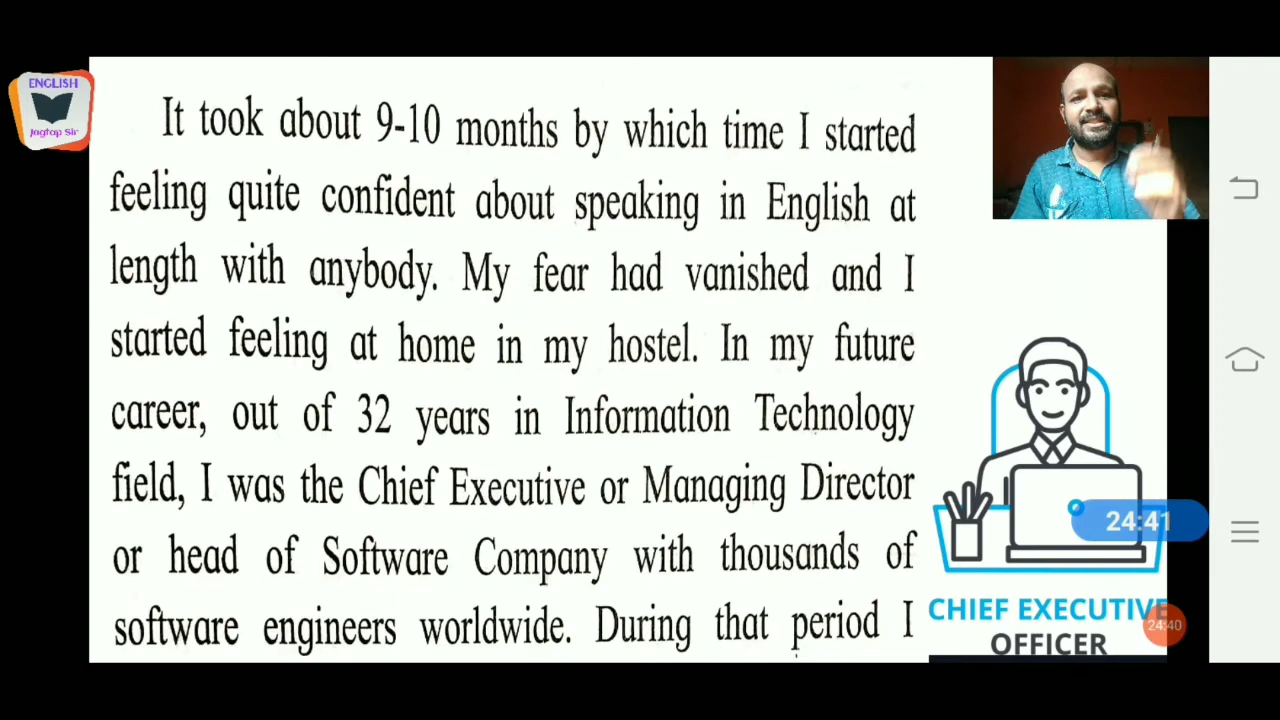 ENGLISH
Jagtap Sir
It took about 9-10 months by which time I started
feeling quite confident about speaking in English at
length with anybody. My fear had vanished and I
started feeling at home in my hostel. In my future
career, out of 32 years in Information Technology
field, I was the Chief Executive or Managing Director
or head of Software Company with thousands of
software engineers worldwide. During that period I
24:41
CHIEF EXECUTIVE
24:40
OFFICER